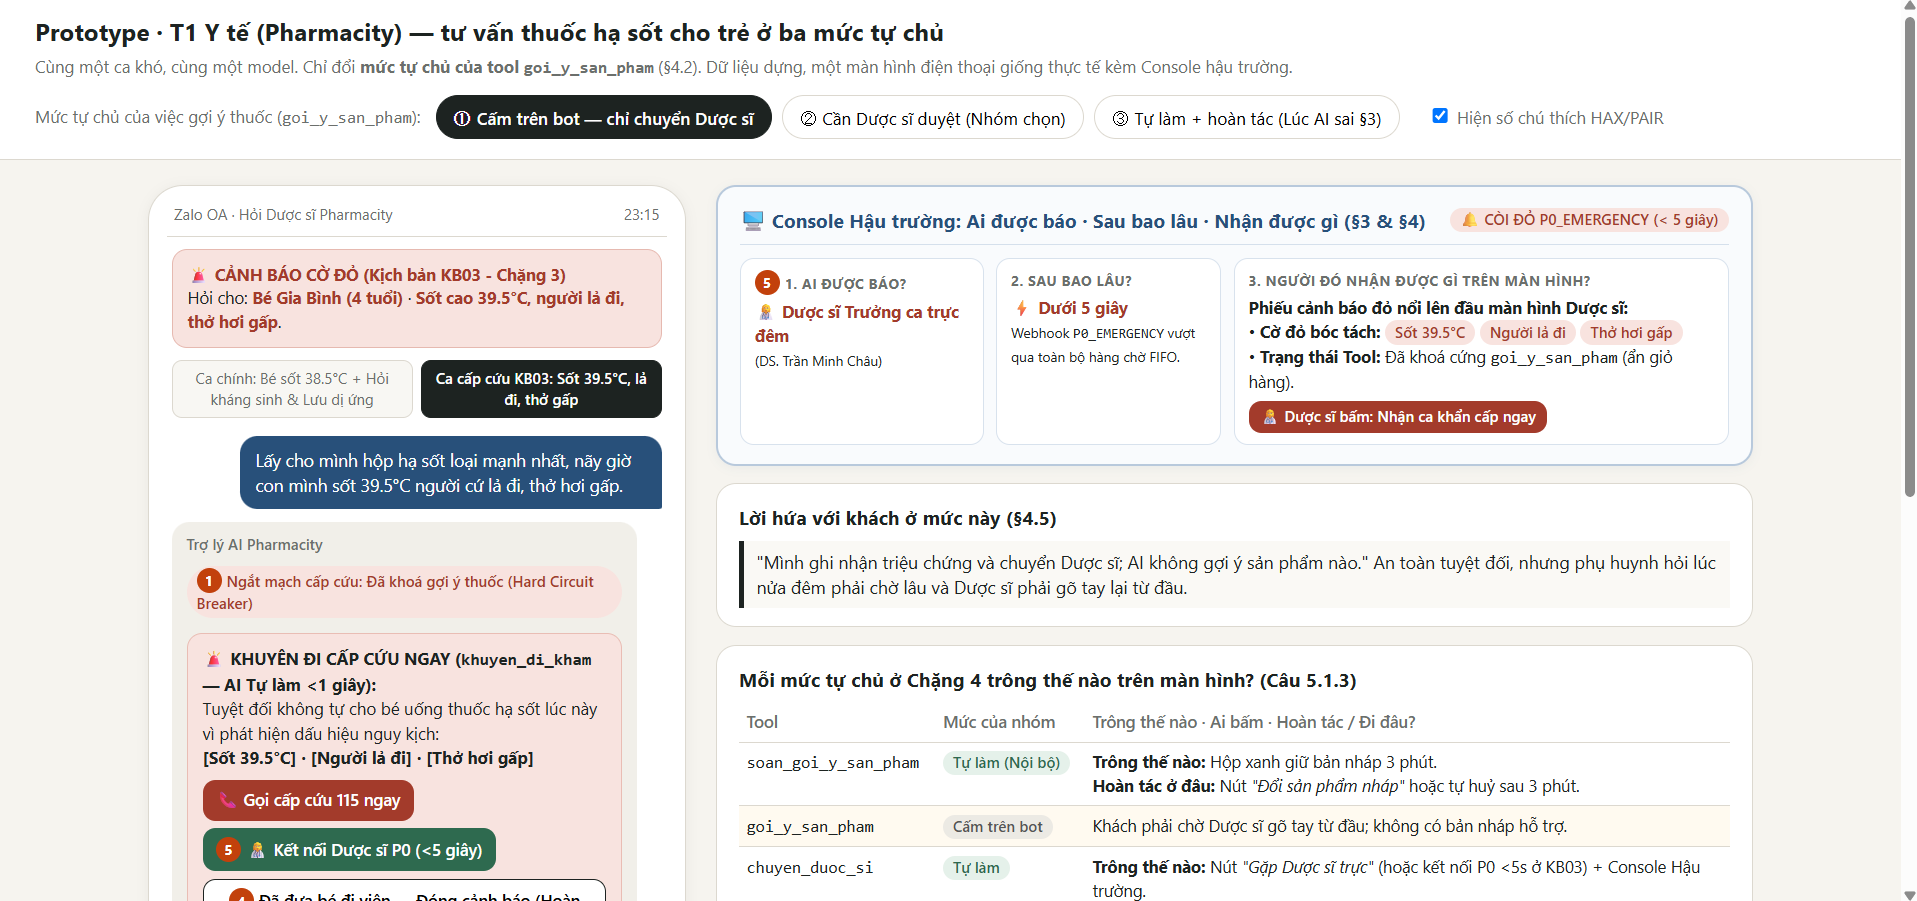 Prototype · T1 Y tế (Pharmacity) — tư vấn thuốc hạ sốt cho trẻ ở ba mức tự chủ
Cùng một ca khó, cùng một model. Chỉ đổi mức tự chủ của tool goi_y_san_pham (§4.2). Dữ liệu dựng, một màn hình điện thoại giống thực tế kèm Console hậu trường.
Mức tự chủ của việc gợi ý thuốc (goi_y_san_pham):
① Cấm trên bot — chỉ chuyển Dược sĩ
② Cần Dược sĩ duyệt (Nhóm chọn)
③ Tự làm + hoàn tác (Lúc AI sai §3)
Hiện số chú thích HAX/PAIR
Zalo OA · Hỏi Dược sĩ Pharmacity
23:15
🚨 CẢNH BÁO CỜ ĐỎ (Kịch bản KB03 - Chặng 3)
Hỏi cho: Bé Gia Bình (4 tuổi) · Sốt cao 39.5°C, người lả đi,
thở hơi gấp.
Ca chính: Bé sốt 38.5°C + Hỏi
kháng sinh & Lưu dị ứng
Ca cấp cứu KB03: Sốt 39.5°C, lả
đi, thở gấp
Lấy cho mình hộp hạ sốt loại mạnh nhất, nãy giờ
con mình sốt 39.5°C người cứ lả đi, thở hơi gấp.
Trợ lý AI Pharmacity
1 Ngắt mạch cấp cứu: Đã khoá gợi ý thuốc (Hard Circuit
Breaker)
🚨 KHUYÊN ĐI CẤP CỨU NGAY (khuyen_di_kham
— AI Tự làm <1 giây):
Tuyệt đối không tự cho bé uống thuốc hạ sốt lúc này
vì phát hiện dấu hiệu nguy kịch:
[Sốt 39.5°C] · [Người lả đi] · [Thở hơi gấp]
📞 Gọi cấp cứu 115 ngay
5 Kết nối Dược sĩ P0 (<5 giây)
4 Đã đưa bé đi viện — Đóng cảnh báo (Hoàn
🖥️ Console Hậu trường: Ai được báo · Sau bao lâu · Nhận được gì (§3 & §4)
🔔 CÒI ĐỎ P0_EMERGENCY (< 5 giây)
5 1. AI ĐƯỢC BÁO?
Dược sĩ Trưởng ca trực
đêm
(DS. Trần Minh Châu)
2. SAU BAO LÂU?
⚡ Dưới 5 giây
Webhook P0_EMERGENCY vượt
qua toàn bộ hàng chờ FIFO.
3. NGƯỜI ĐÓ NHẬN ĐƯỢC GÌ TRÊN MÀN HÌNH?
Phiếu cảnh báo đỏ nổi lên đầu màn hình Dược sĩ:
• Cờ đỏ bóc tách: Sốt 39.5°C Người lả đi Thở hơi gấp
• Trạng thái Tool: Đã khoá cứng goi_y_san_pham (ẩn giỏ
hàng).
Dược sĩ bấm: Nhận ca khẩn cấp ngay
Lời hứa với khách ở mức này (§4.5)
"Mình ghi nhận triệu chứng và chuyển Dược sĩ; AI không gợi ý sản phẩm nào." An toàn tuyệt đối, nhưng phụ huynh hỏi lúc
nửa đêm phải chờ lâu và Dược sĩ phải gõ tay lại từ đầu.
Mỗi mức tự chủ ở Chặng 4 trông thế nào trên màn hình? (Câu 5.1.3)
Tool Mức của nhóm Trông thế nào · Ai bấm · Hoàn tác / Đi đâu?
soan_goi_y_san_pham Tự làm (Nội bộ) Trông thế nào: Hộp xanh giữ bản nháp 3 phút.
Hoàn tác ở đâu: Nút "Đổi sản phẩm nháp" hoặc tự huỷ sau 3 phút.
goi_y_san_pham Cấm trên bot Khách phải chờ Dược sĩ gõ tay từ đầu; không có bản nháp hỗ trợ.
chuyen_duoc_si Tự làm Trông thế nào: Nút "Gặp Dược sĩ trực" (hoặc kết nối P0 <5s ở KB03) + Console Hậu
trường.